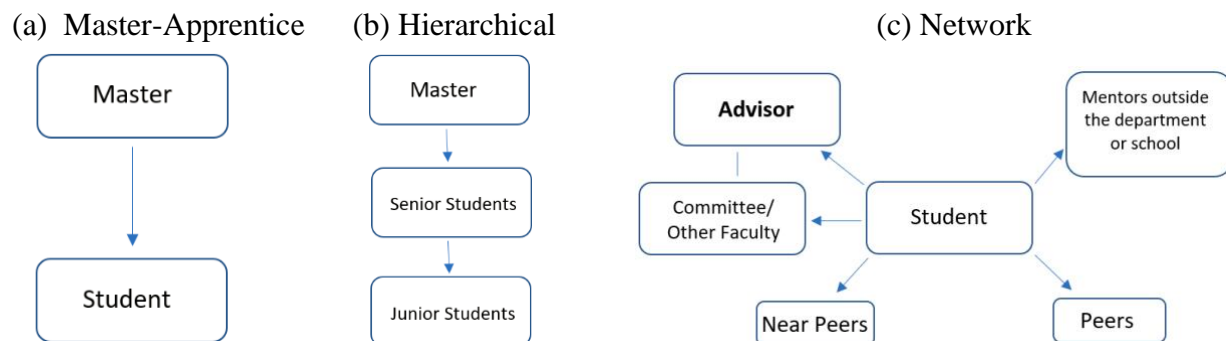 (a) Master-Apprentice
Master
Student
(b) Hierarchical
Master
Senior Students
Junior Students
(c) Network
Advisor
Mentors outside
the department
or school
Committee/
Other Faculty
Student
Near Peers
Peers